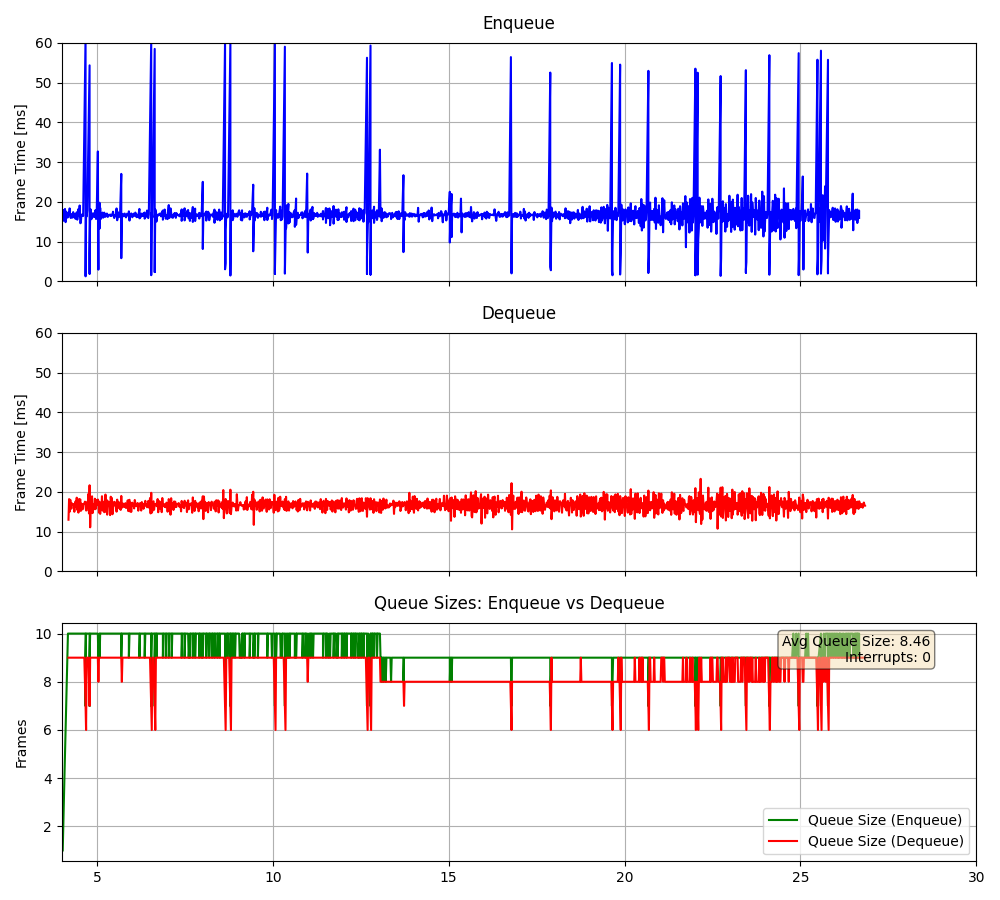 Enqueue
60
50
40
30
20
10
0
Frame Time [ms]
Dequeue
60
50
40
30
20
10
0
Frame Time [ms]
Queue Sizes: Enqueue vs Dequeue
10
8
6
4
2
Frames
Avg Queue Size: 8.46
Interrupts: 0
Queue Size (Enqueue)
Queue Size (Dequeue)
5 10 15 20 25 30